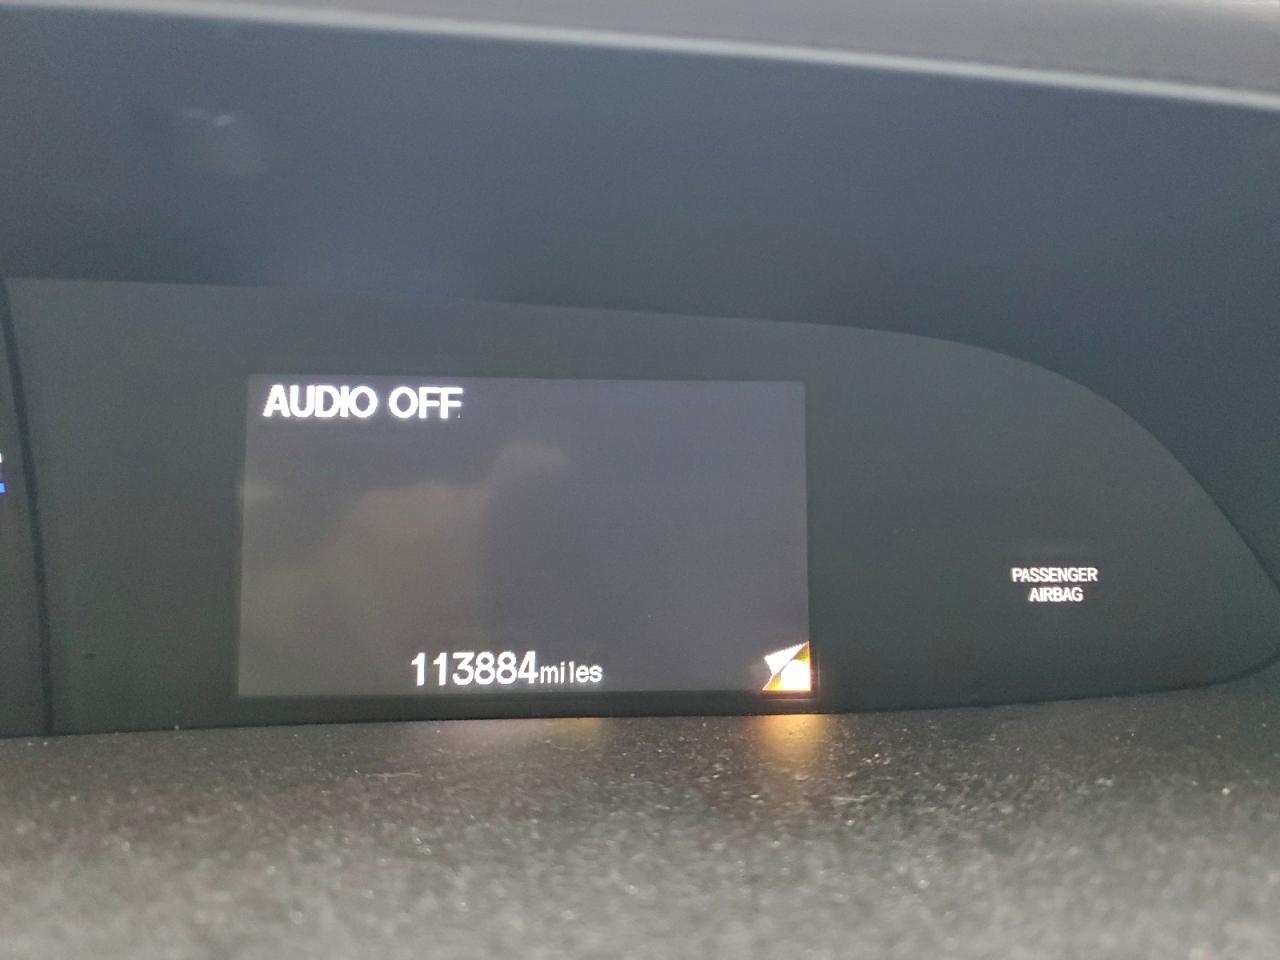 AUDIO OFF
113884miles
PASSENGER
AIRBAG